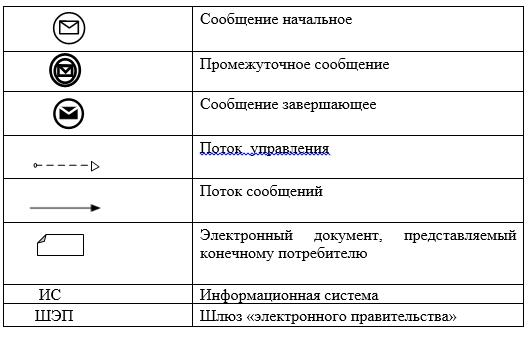 Сообщение начальное
Промежуточное сообщение
Сообщение завершающее
Поток управления
Поток сообщений
Электронный документ, представляемый
конечному потребителю
ИС Информационная система
ШЭП Шлюз «электронного правительства»